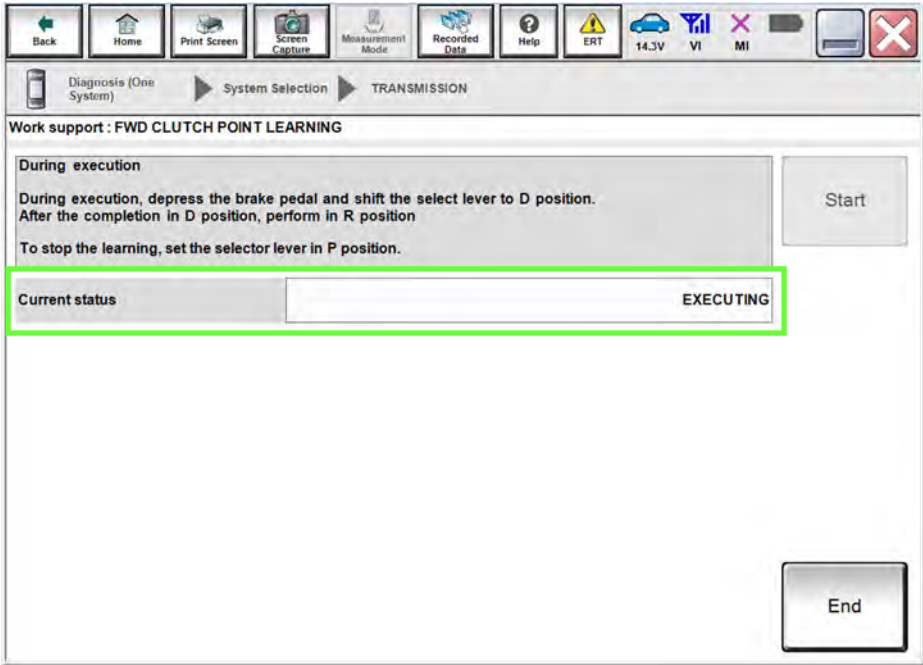 Back
Home
Print Screen
Screen
Capture
Measurement
Mode
Recorded
Data
Help
ERT
14.3V
VI
MI
Diagnosis (One
System)
System Selection
TRANSMISSION
Work support : FWD CLUTCH POINT LEARNING
During execution
During execution, depress the brake pedal and shift the select lever to D position.
After the completion in D position, perform in R position
To stop the learning, set the selector lever in P position.
Start
Current status
EXECUTING
End